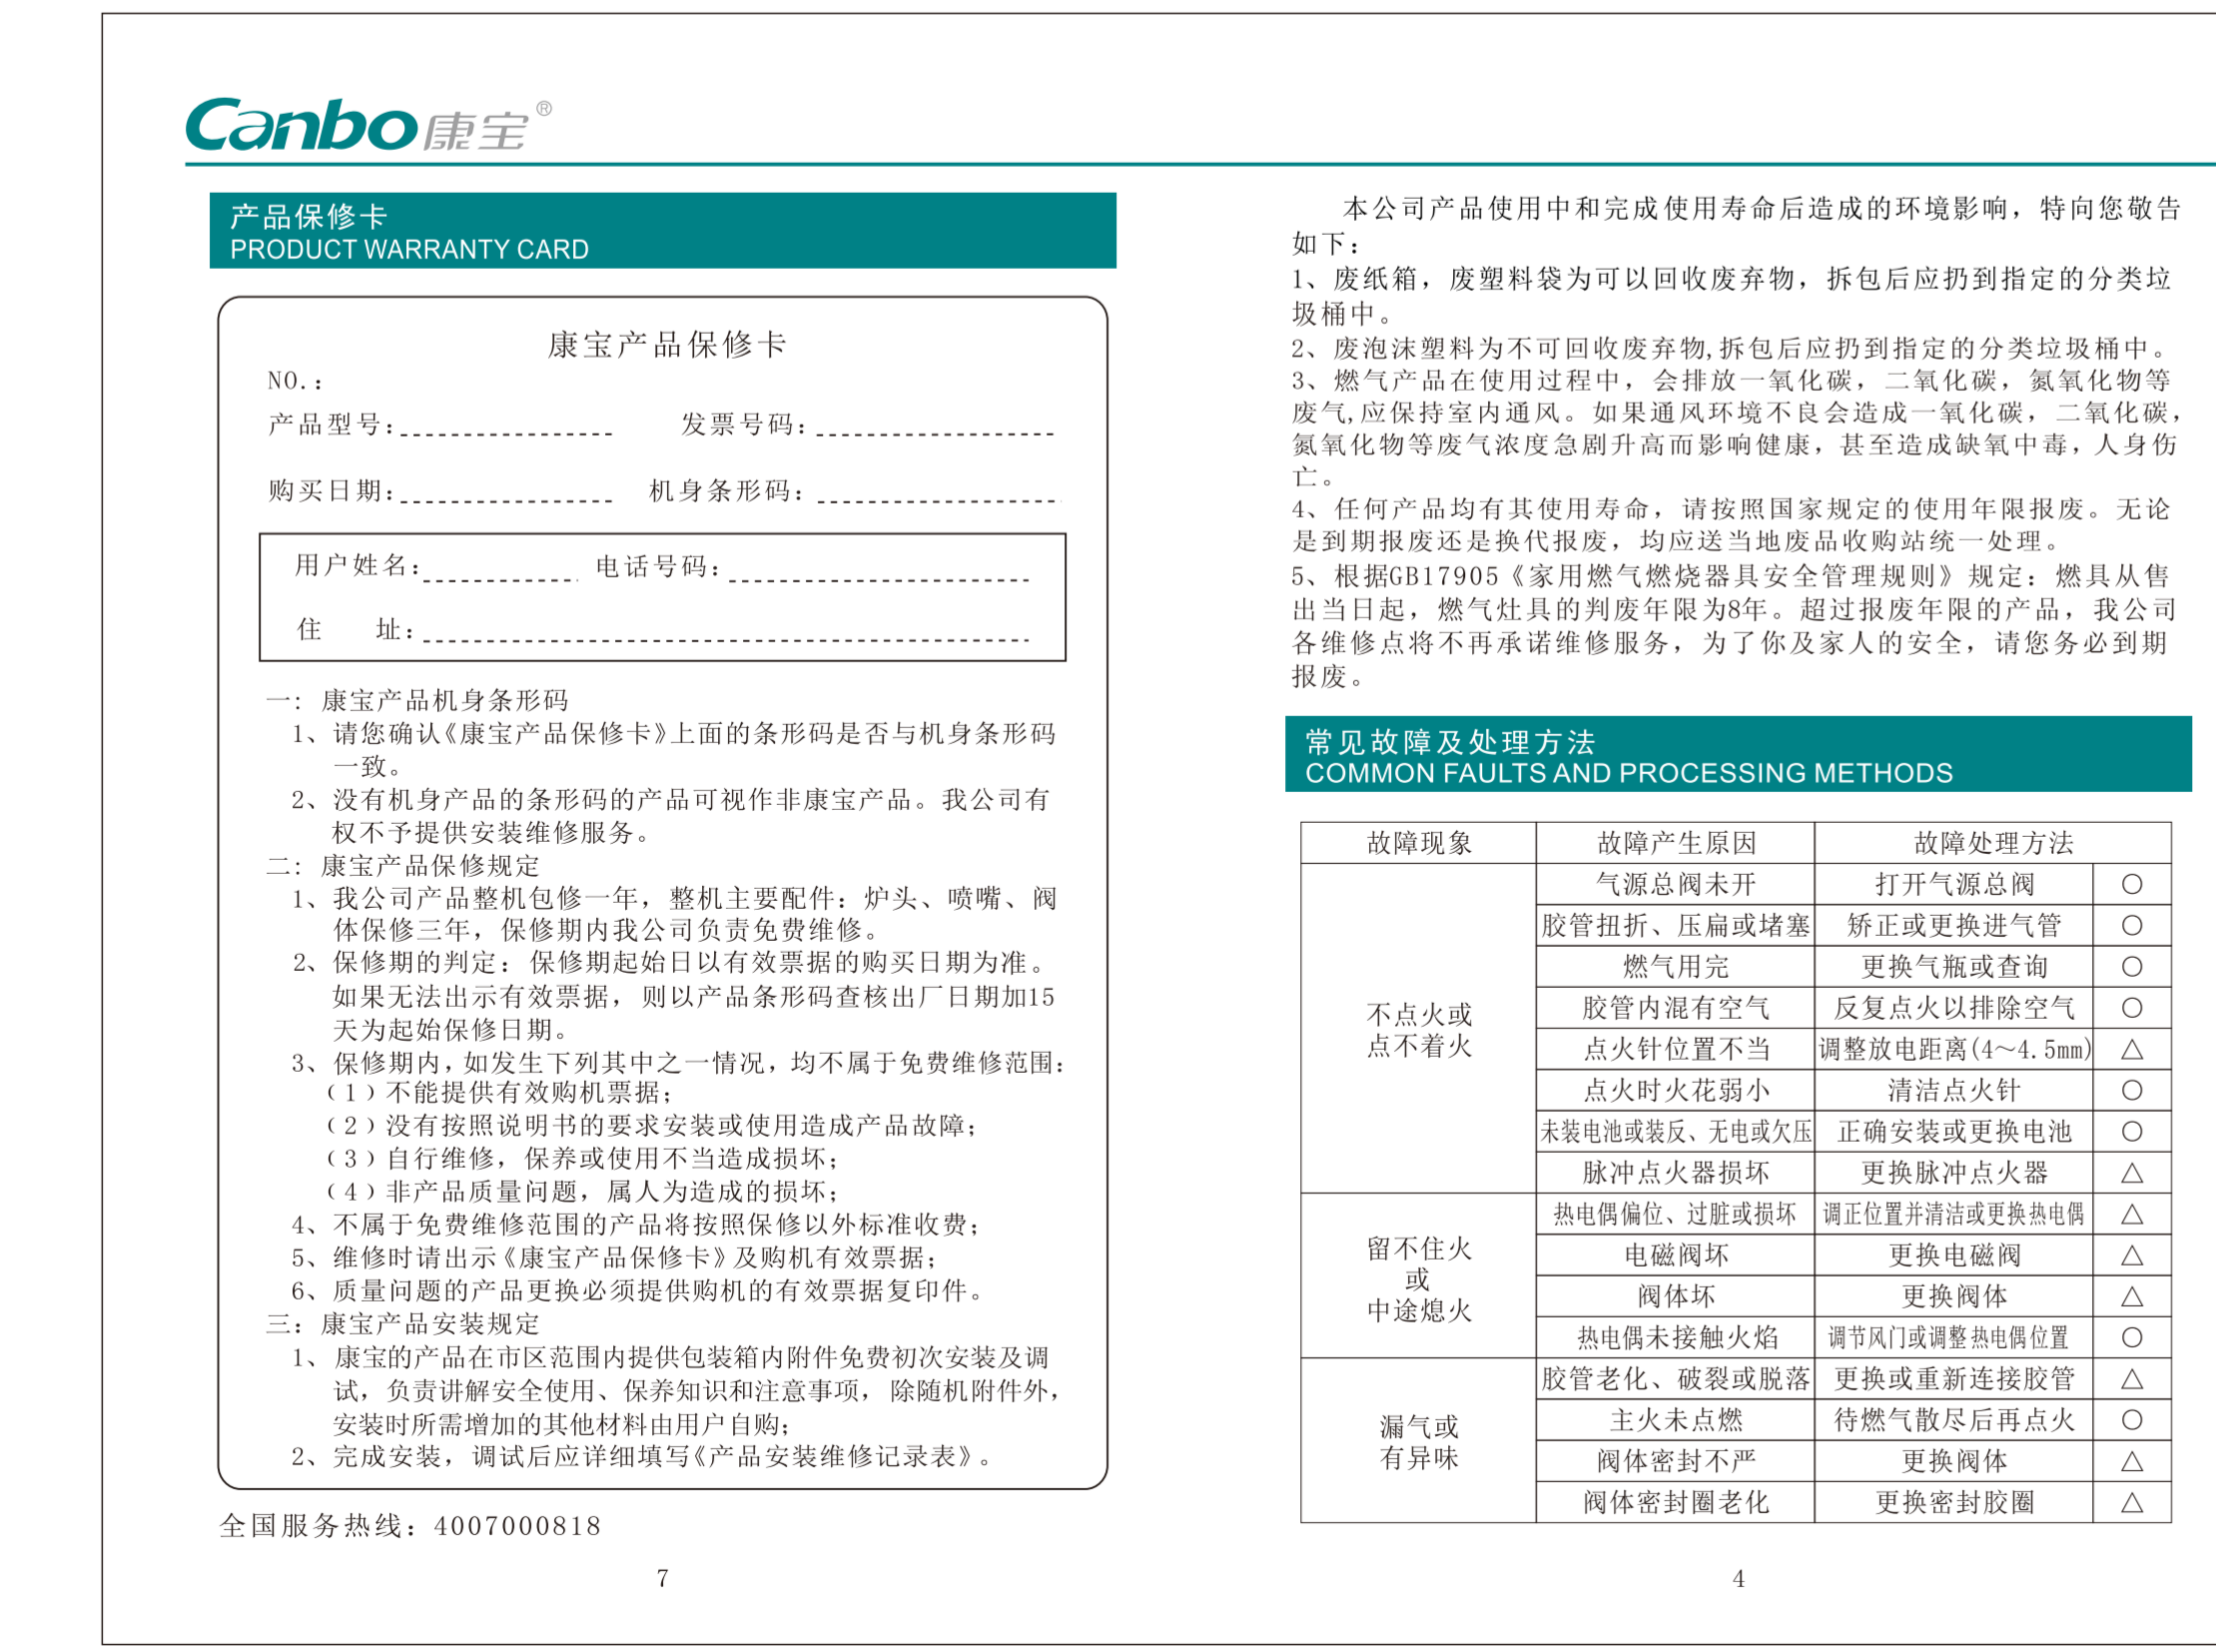 Canbo康宝®
产品保修卡
PRODUCT WARRANTY CARD
康宝产品保修卡
NO.:
产品型号: 发票号码:
购买日期: 机身条形码:
用户姓名: 电话号码:
住 址:
一: 康宝产品机身条形码
1、请您确认《康宝产品保修卡》上面的条形码是否与机身条形码
一致。
2、没有机身产品的条形码的产品可视作非康宝产品。我公司有
权不予提供安装维修服务。
二: 康宝产品保修规定
1、我公司产品整机包修一年，整机主要配件: 炉头、喷嘴、阀
体保修三年，保修期内我公司负责免费维修。
2、保修期的判定: 保修期起始日以有效票据的购买日期为准。
如果无法出示有效票据，则以产品条形码查核出厂日期加15
天为起始保修日期。
3、保修期内,如发生下列其中之一情况，均不属于免费维修范围:
(1)不能提供有效购机票据;
(2)没有按照说明书的要求安装或使用造成产品故障;
(3)自行维修，保养或使用不当造成损坏;
(4)非产品质量问题，属人为造成的损坏;
4、不属于免费维修范围的产品将按照保修以外标准收费;
5、维修时请出示《康宝产品保修卡》及购机有效票据;
6、质量问题的产品更换必须提供购机的有效票据复印件。
三: 康宝产品安装规定
1、康宝的产品在市区范围内提供包装箱内附件免费初次安装及调
试，负责讲解安全使用、保养知识和注意事项，除随机附件外，
安装时所需增加的其他材料由用户自购;
2、完成安装，调试后应详细填写《产品安装维修记录表》。
全国服务热线: 4007000818
7
本公司产品使用中和完成使用寿命后造成的环境影响，特向您敬告
如下:
1、废纸箱，废塑料袋为可以回收废弃物，拆包后应扔到指定的分类垃
圾桶中。
2、废泡沫塑料为不可回收废弃物,拆包后应扔到指定的分类垃圾桶中。
3、燃气产品在使用过程中，会排放一氧化碳，二氧化碳，氮氧化物等
废气,应保持室内通风。如果通风环境不良会造成一氧化碳，二氧化碳，
氮氧化物等废气浓度急剧升高而影响健康，甚至造成缺氧中毒，人身伤
亡。
4、任何产品均有其使用寿命，请按照国家规定的使用年限报废。无论
是到期报废还是换代报废，均应送当地废品收购站统一处理。
5、根据GB17905《家用燃气燃烧器具安全管理规则》规定: 燃具从售
出当日起，燃气灶具的判废年限为8年。超过报废年限的产品，我公司
各维修点将不再承诺维修服务，为了你及家人的安全，请您务必到期
报废。
常见故障及处理方法
COMMON FAULTS AND PROCESSING METHODS
故障现象 故障产生原因 故障处理方法
不点火或
点不着火
气源总阀未开 打开气源总阀 ○
胶管扭折、压扁或堵塞 矫正或更换进气管 ○
燃气用完 更换气瓶或查询 ○
胶管内混有空气 反复点火以排除空气 ○
点火针位置不当 调整放电距离(4～4.5mm) △
点火时火花弱小 清洁点火针 ○
未装电池或装反、无电或欠压 正确安装或更换电池 ○
脉冲点火器损坏 更换脉冲点火器 △
留不住火
或
中途熄火
热电偶偏位、过脏或损坏 调正位置并清洁或更换热电偶 △
电磁阀坏 更换电磁阀 △
阀体坏 更换阀体 △
热电偶未接触火焰 调节风门或调整热电偶位置 ○
漏气或
有异味
胶管老化、破裂或脱落 更换或重新连接胶管 △
主火未点燃 待燃气散尽后再点火 ○
阀体密封不严 更换阀体 △
阀体密封圈老化 更换密封胶圈 △
4